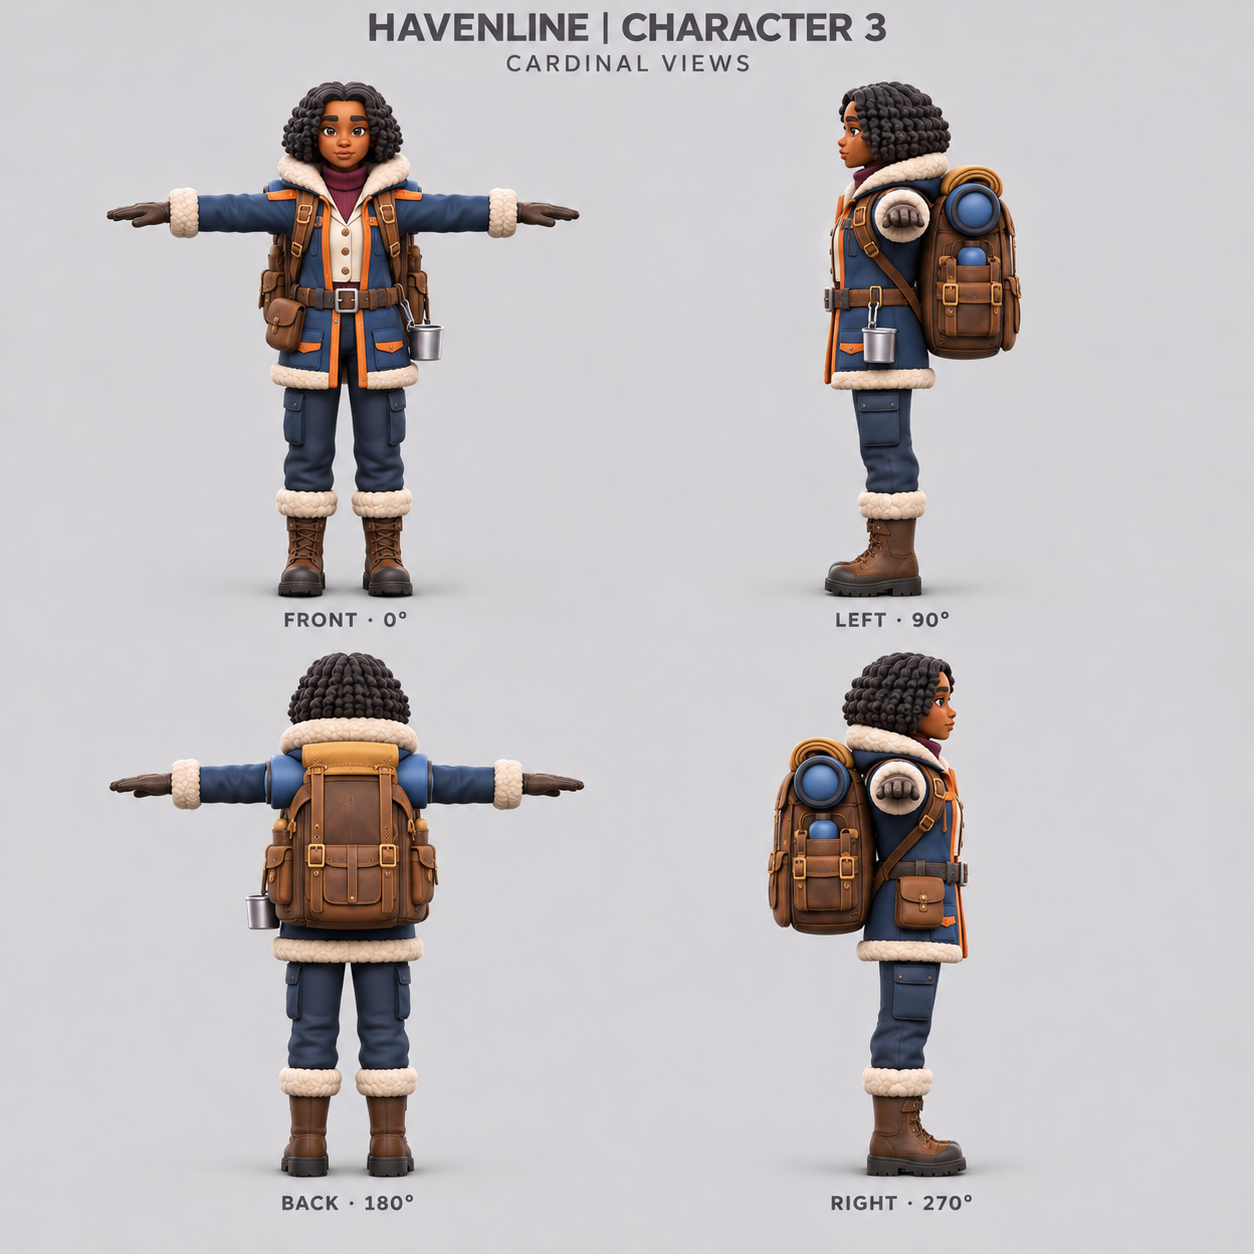 HAVENLINE | CHARACTER 3
CARDINAL VIEWS
FRONT · 0°
LEFT · 90°
BACK · 180°
RIGHT · 270°